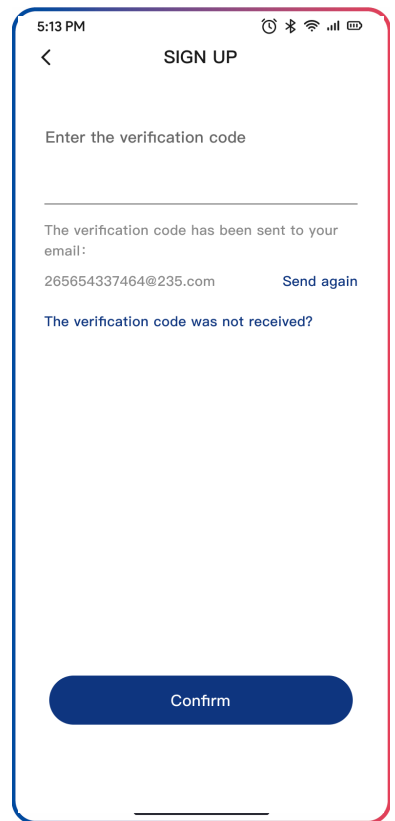 5:13 PM
SIGN UP
Enter the verification code
The verification code has been sent to your
email：
265654337464@235.com Send again
The verification code was not received?
Confirm